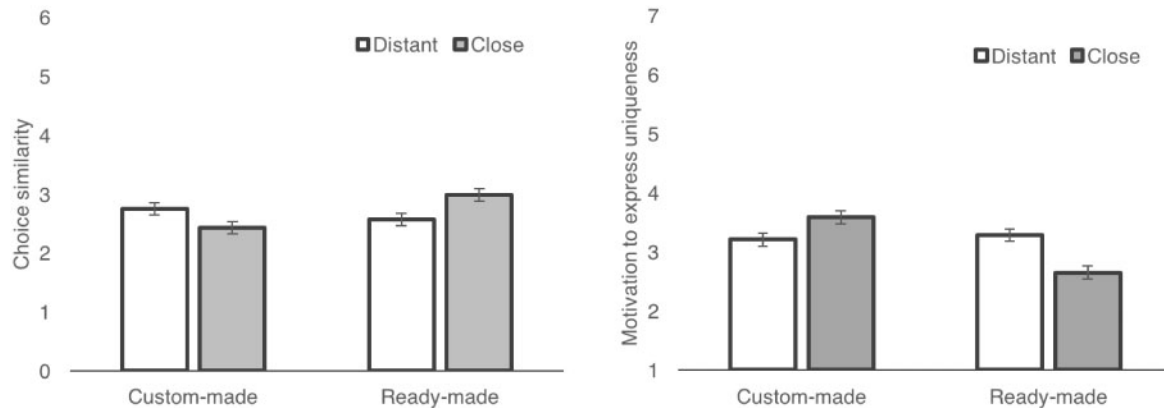 6
5
4
3
2
1
0
Choice similarity
Distant Close
Custom-made Ready-made
7
6
5
4
3
2
1
Motivation to express uniqueness
Distant Close
Custom-made Ready-made